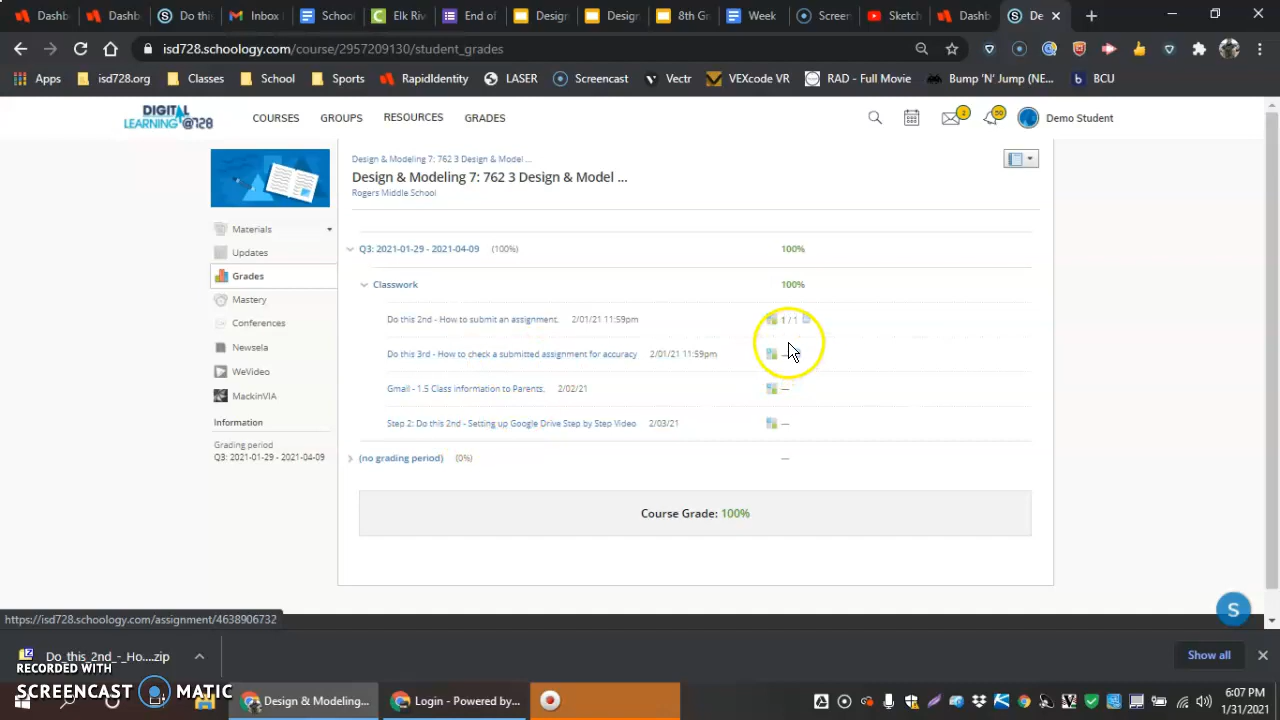 Dashb
Dashb
Do this
Inbox
School
Elk Riv
End of
Design
Design
8th Gr
Week
Screen
Sketch
Dashb
De
isd728.schoology.com/course/2957209130/student_grades
Apps
isd728.org
Classes
School
Sports
RapidIdentity
LASER
Screencast
Vectr
VEXcode VR
RAD - Full Movie
Bump 'N' Jump (NE...
BCU
DIGITAL
LEARNING @728
COURSES
GROUPS
RESOURCES
GRADES
2
50
Demo Student
Design & Modeling 7: 762 3 Design & Model ...
Design & Modeling 7: 762 3 Design & Model ...
Rogers Middle School
Materials
Updates
Grades
Mastery
Conferences
Newsela
WeVideo
MackinVIA
Information
Grading period
Q3: 2021-01-29 - 2021-04-09
Q3: 2021-01-29 - 2021-04-09 (100%) 100%
Classwork 100%
Do this 2nd - How to submit an assignment. 2/01/21 11:59pm 1 / 1
Do this 3rd - How to check a submitted assignment for accuracy 2/01/21 11:59pm —
Gmail - 1.5 Class information to Parents. 2/02/21 —
Step 2: Do this 2nd - Setting up Google Drive Step by Step Video 2/03/21 —
(no grading period) (0%) —
Course Grade: 100%
S
https://isd728.schoology.com/assignment/4638906732
Do_this_2nd_-_Ho....zip
Show all
RECORDED WITH
SCREENCAST MATIC
Design & Modeling...
Login - Powered by...
6:07 PM
1/31/2021